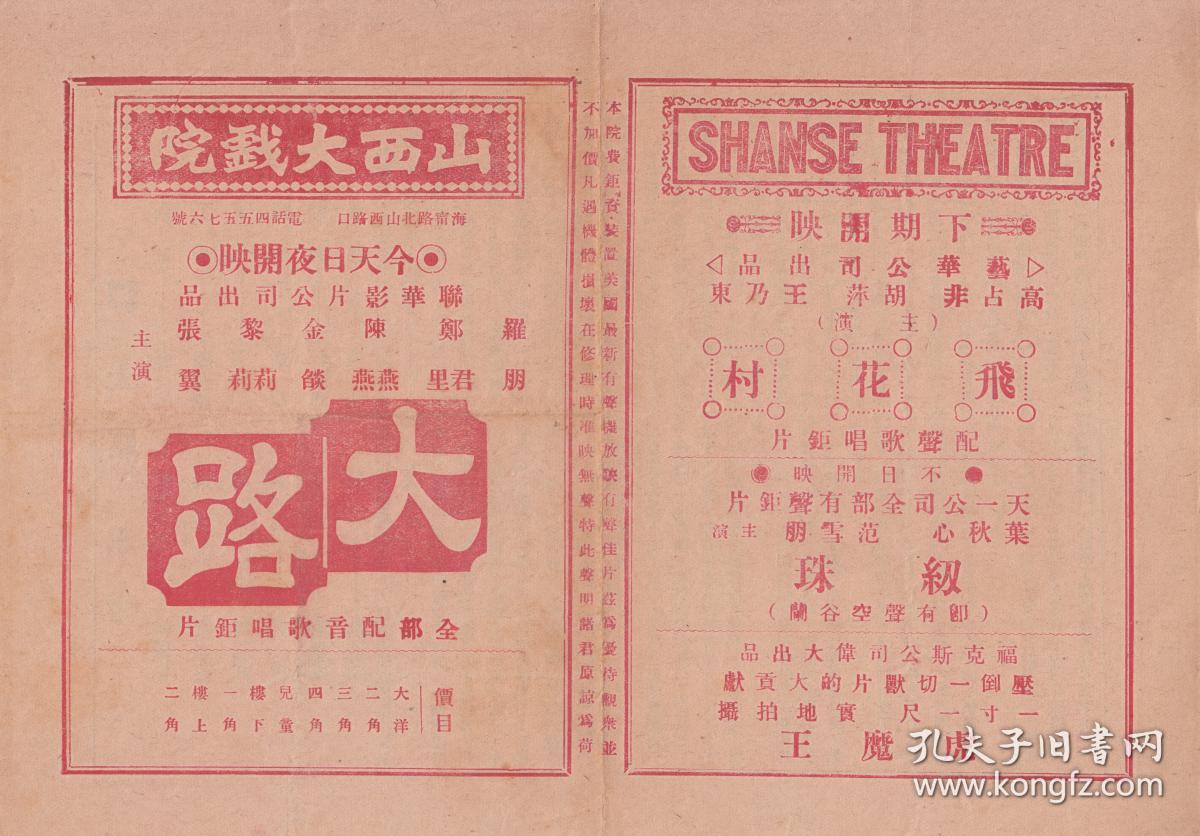 山西大戱院
海甯路北山西路口　電話四五五七六號
今天日夜開映
聯華影片公司出品
羅朋 鄭君里 陳燕燕 金燄 黎莉莉 張翼
主演
大路
全部配音歌唱鉅片
價目
大洋 二角 三角 四角 兒童 樓下 一角 樓上 二角
本院費鉅資裝置英國最新有聲機放映有聲佳片茲為優待觀眾並
不加價凡遇機體損壞在修理時准映無聲特此聲明諸君原諒為荷
SHANSE THEATRE
下期開映
藝華公司出品
高占非 胡萍 王乃東
（主演）
飛花村
配聲歌唱鉅片
不日開映
天一公司全部有聲鉅片
葉秋心 范雪朋 主演
紉珠
（卽有聲空谷蘭）
福克斯公司偉大出品
壓倒一切獸片的大貢獻
一寸一尺 實地拍攝
虎魔王
孔夫子旧书网
www.kongfz.com